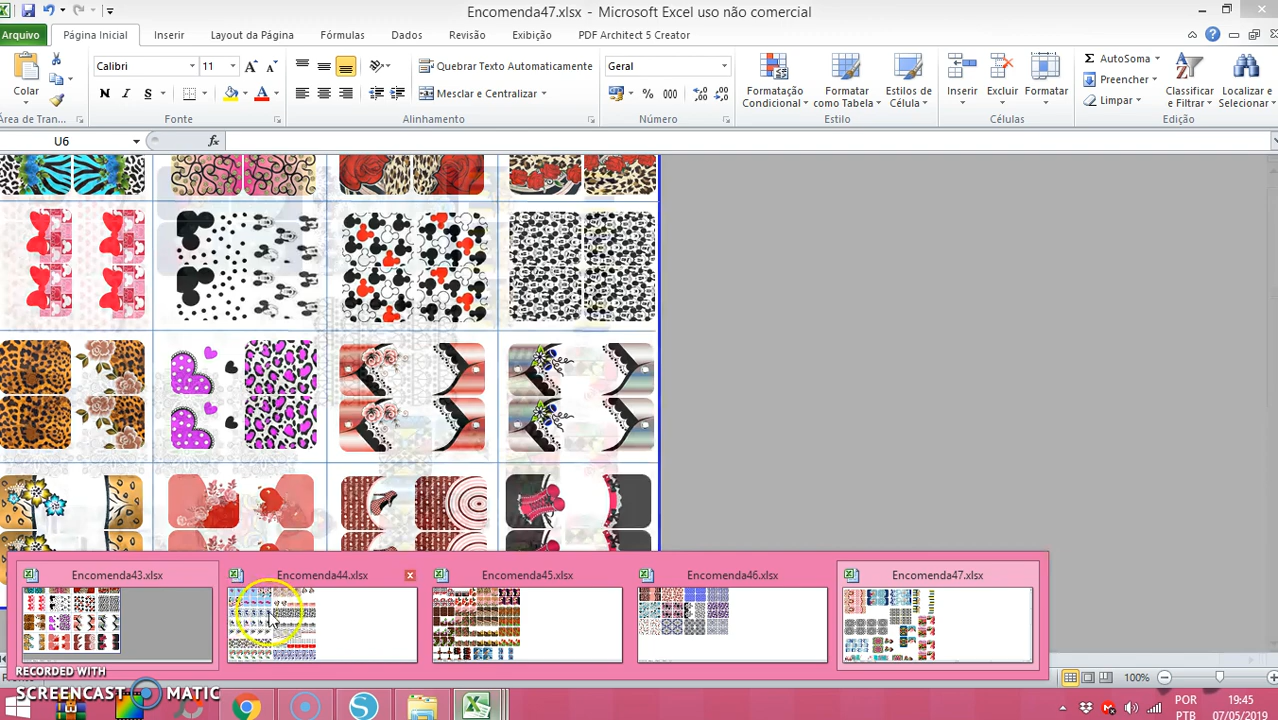 Encomenda47.xlsx - Microsoft Excel uso não comercial
Arquivo Página Inicial Inserir Layout da Página Fórmulas Dados Revisão Exibição PDF Architect 5 Creator
Calibri 11 Quebrar Texto Automaticamente Geral Σ AutoSoma
Colar N I S Mesclar e Centralizar % 000 Formatação Condicional Formatar como Tabela Estilos de Célula Inserir Excluir Formatar Preencher Limpar Classificar e Filtrar Localizar e Selecionar
Área de Tran... Fonte Alinhamento Número Estilo Células Edição
U6 fx
Encomenda43.xlsx Encomenda44.xlsx Encomenda45.xlsx Encomenda46.xlsx Encomenda47.xlsx
RECORDED WITH
SCREENCAST MATIC
100%
POR 19:45
PTB 07/05/2019